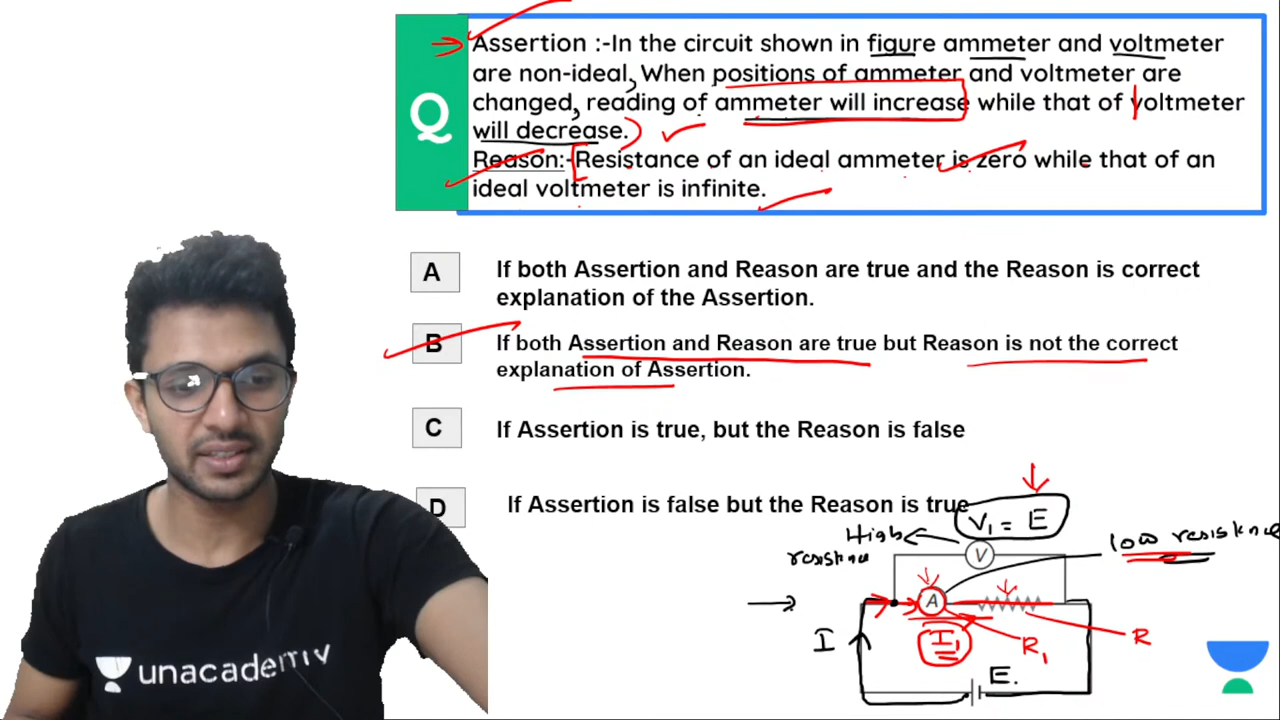 Q
Assertion :-In the circuit shown in figure ammeter and voltmeter
are non-ideal, When positions of ammeter and voltmeter are
changed, reading of ammeter will increase while that of voltmeter
will decrease.
Reason:-Resistance of an ideal ammeter is zero while that of an
ideal voltmeter is infinite.
A
If both Assertion and Reason are true and the Reason is correct
explanation of the Assertion.
B
If both Assertion and Reason are true but Reason is not the correct
explanation of Assertion.
C
If Assertion is true, but the Reason is false
D
If Assertion is false but the Reason is true
V₁ = E
High
V
low resistance
A
I
I₁
R₁
R
E.